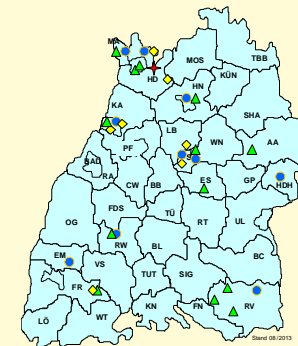 MA
MOS
TBB
HD
KÜN
HN
KA
SHA
LB
WN
AA
PF
BAD
RA
CW
BB
ES
GP
HDH
FDS
TÜ
RT
UL
OG
RW
BL
EM
VS
BC
TUT
SIG
FR
KN
FN
RV
LÖ
WT
Stand 08/2013